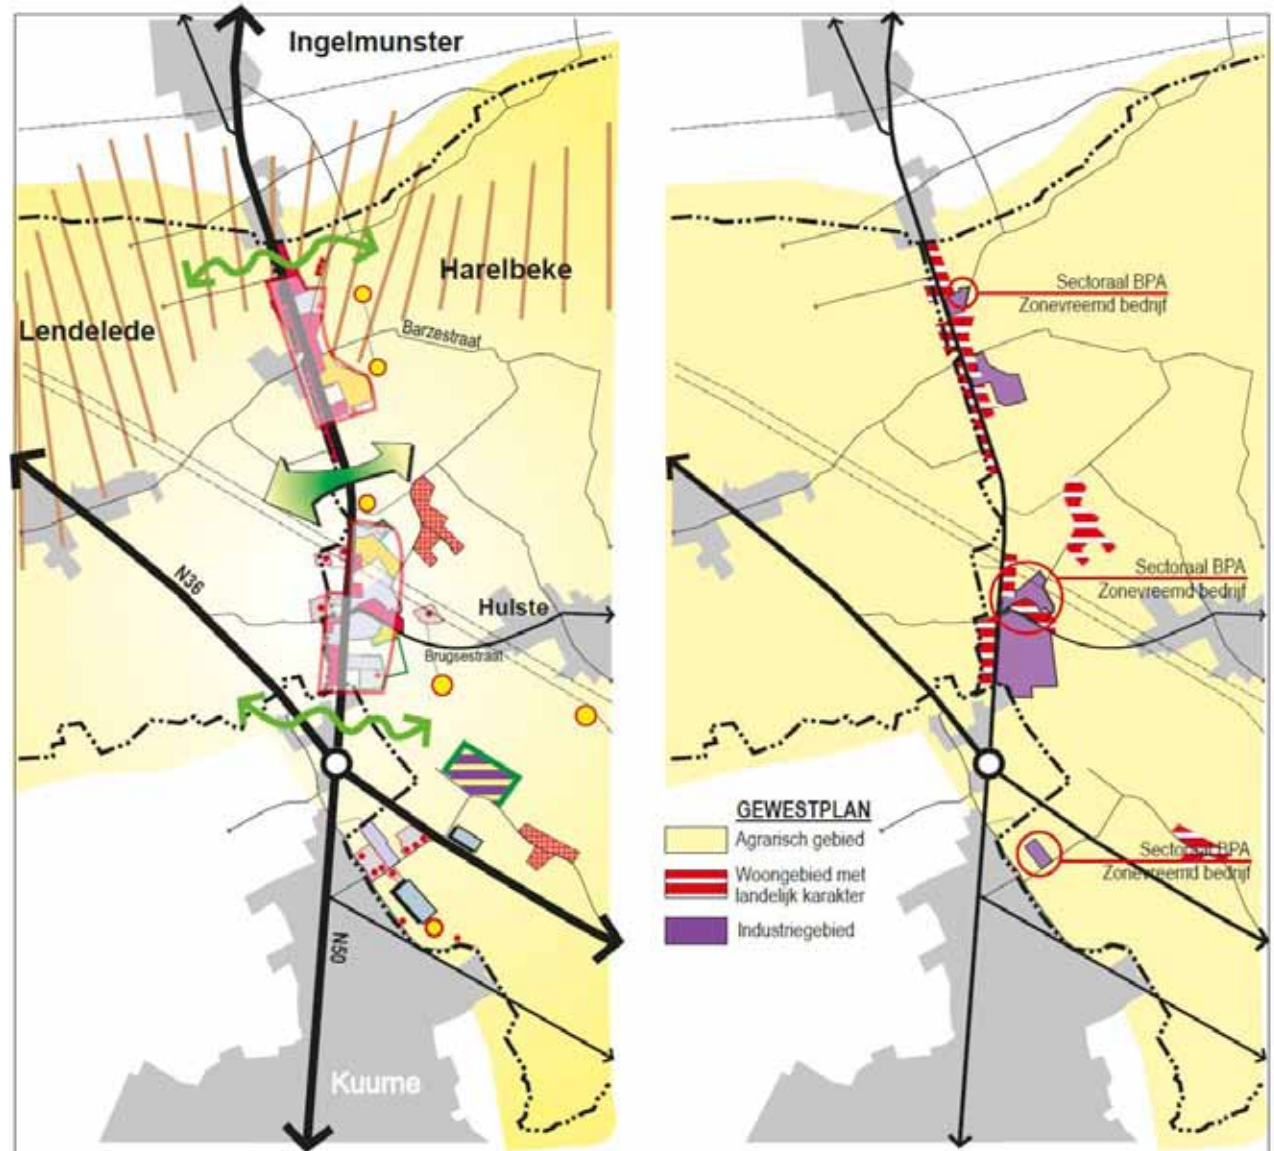 Ingelmunster
Harelbeke
Lendelede
Barzestraat
N36
Hulste
Brugsestraat
N50
Kuurne
Sectoraal BPA
Zonevreemd bedrijf
Sectoraal BPA
Zonevreemd bedrijf
GEWESTPLAN
Agrarisch gebied
Woongebied met
landelijk karakter
Industriegebied
Sectoraal BPA
Zonevreemd bedrijf